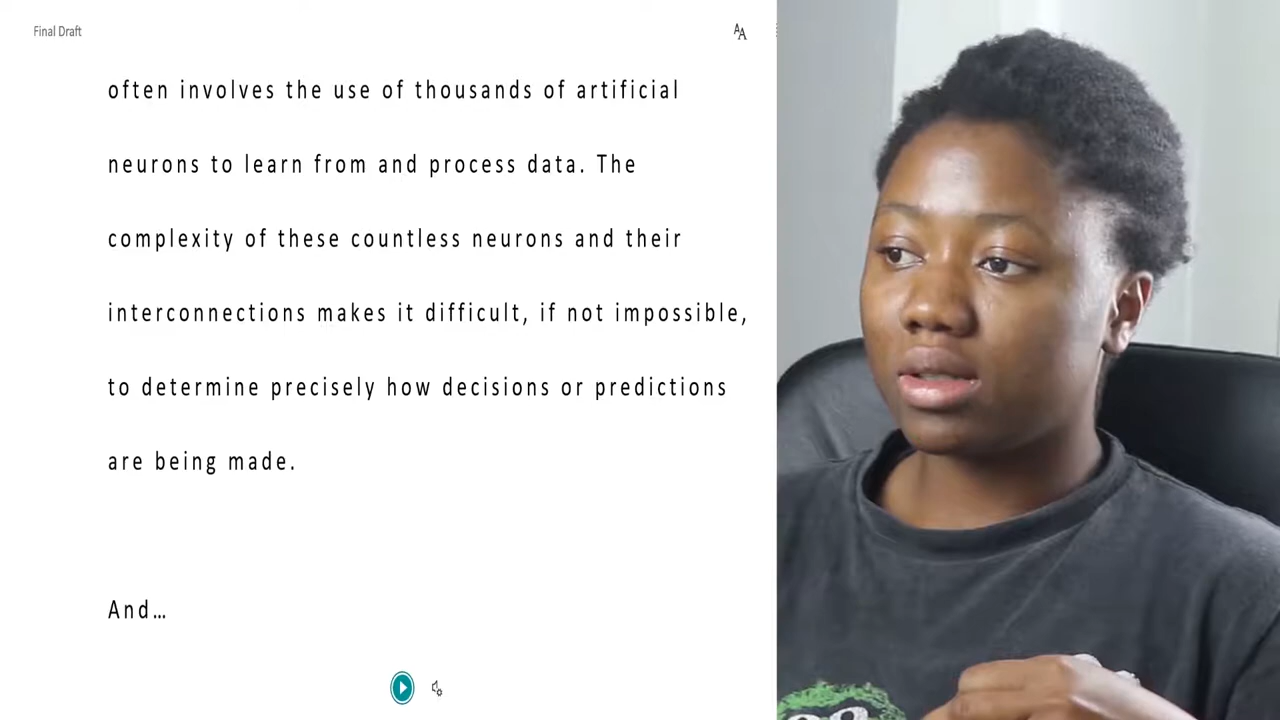 Final Draft
often involves the use of thousands of artificial
neurons to learn from and process data. The
complexity of these countless neurons and their
interconnections makes it difficult, if not impossible,
to determine precisely how decisions or predictions
are being made.
And…